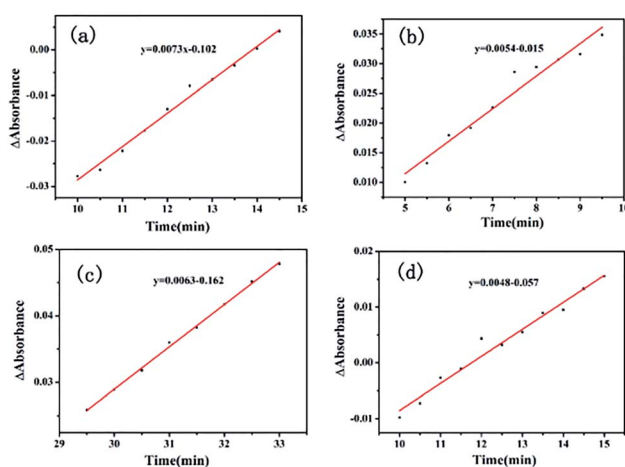 (a)
y=0.0073x-0.102
ΔAbsorbance
0.00
-0.01
-0.02
-0.03
10 11 12 13 14 15
Time(min)
(b)
y=0.0054-0.015
ΔAbsorbance
0.035
0.030
0.025
0.020
0.015
0.010
5 6 7 8 9 10
Time(min)
(c)
y=0.0063-0.162
ΔAbsorbance
0.05
0.04
0.03
29 30 31 32 33
Time(min)
(d)
y=0.0048-0.057
ΔAbsorbance
0.02
0.01
0.00
-0.01
10 11 12 13 14 15
Time(min)